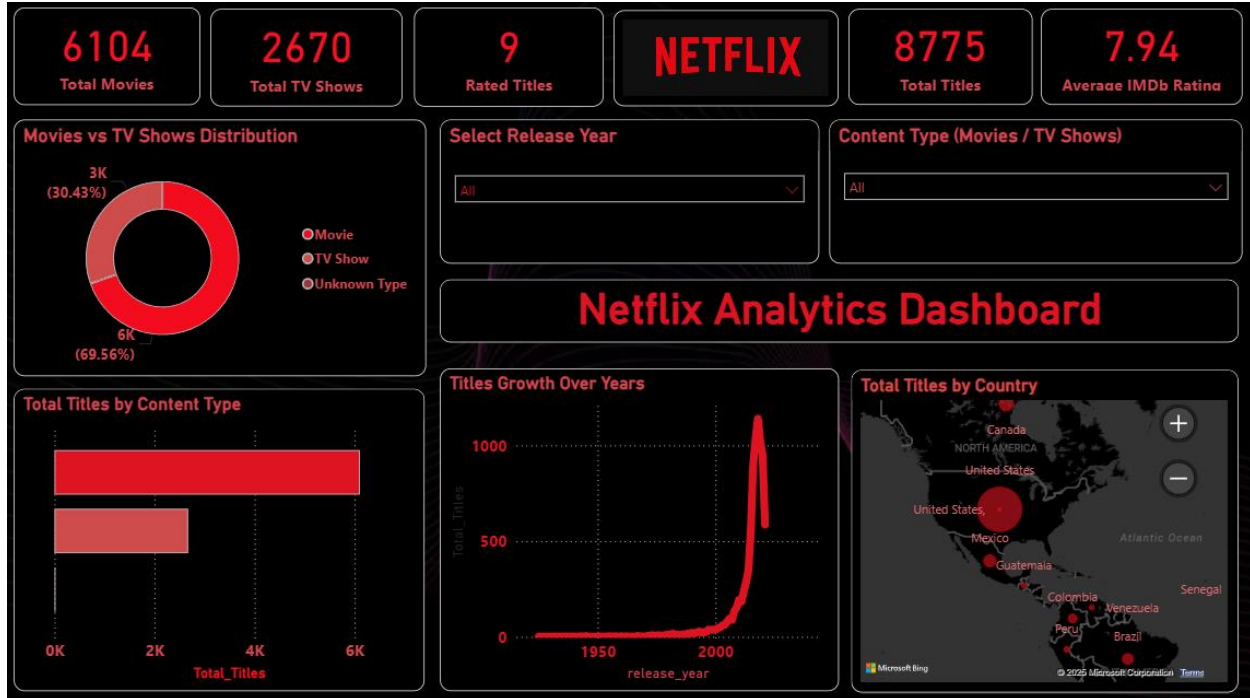 6104
Total Movies
2670
Total TV Shows
9
Rated Titles
NETFLIX
8775
Total Titles
7.94
Average IMDb Rating
Movies vs TV Shows Distribution
3K
(30.43%)
6K
(69.56%)
Movie
TV Show
Unknown Type
Select Release Year
All
Content Type (Movies / TV Shows)
All
Netflix Analytics Dashboard
Total Titles by Content Type
0K 2K 4K 6K
Total_Titles
Titles Growth Over Years
Total_Titles
1000
500
0
1950 2000
release_year
Total Titles by Country
Canada
NORTH AMERICA
United States
United States,
Mexico
Atlantic Ocean
Guatemala
Senegal
Colombia
Venezuela
Peru
Brazil
Microsoft Bing
© 2025 Microsoft Corporation Terms